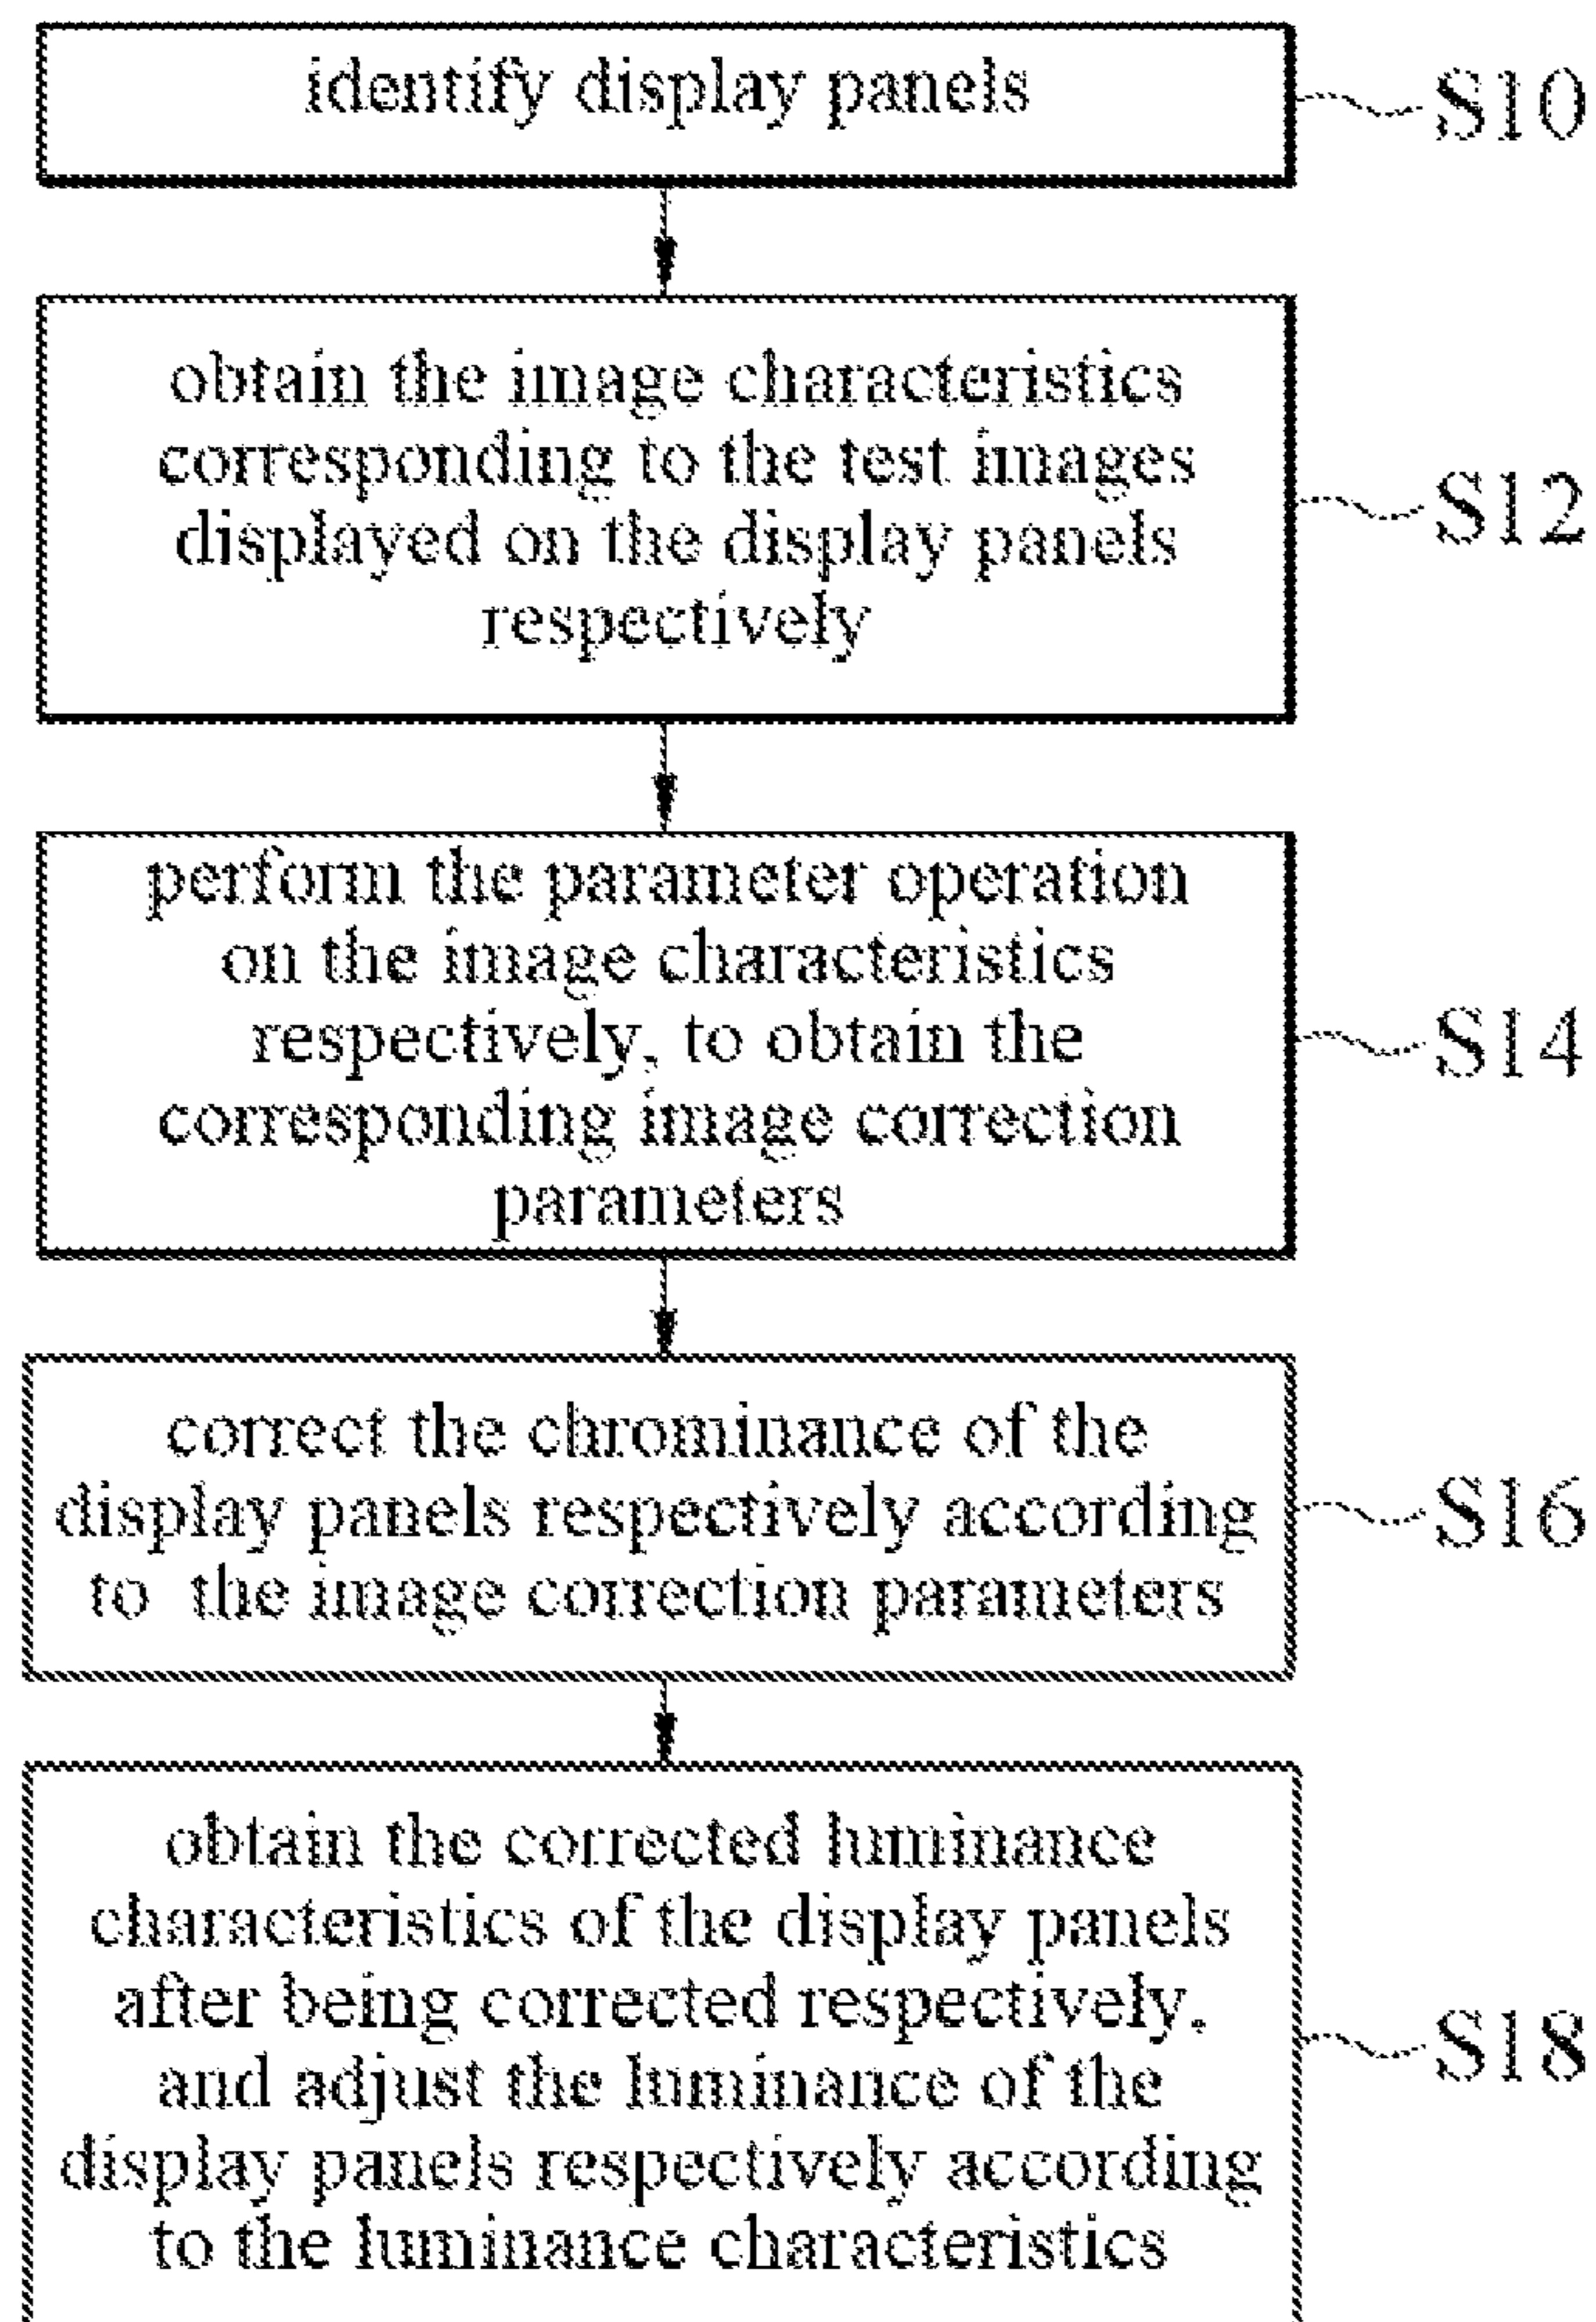 identify display panels
S10
obtain the image characteristics
corresponding to the test images
displayed on the display panels
respectively
S12
perform the parameter operation
on the image characteristics
respectively, to obtain the
corresponding image correction
parameters
S14
correct the chrominance of the
display panels respectively according
to the image correction parameters
S16
obtain the corrected luminance
characteristics of the display panels
after being corrected respectively,
and adjust the luminance of the
display panels respectively according
to the luminance characteristics
S18